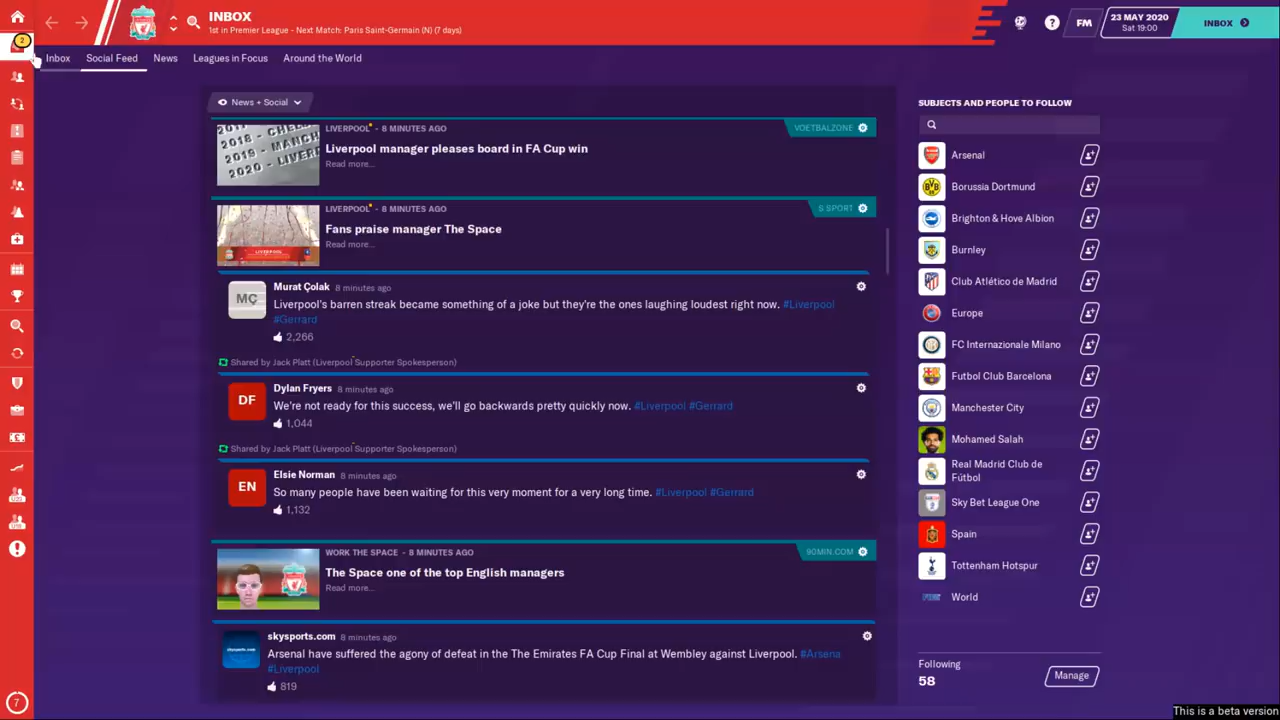 INBOX
1st in Premier League - Next Match: Paris Saint-Germain (N) (7 days)
2
?
FM
23 MAY 2020
Sat 19:00
INBOX
Inbox
Social Feed
News
Leagues in Focus
Around the World
News + Social
LIVERPOOL - 8 MINUTES AGO
VOETBALZONE
Liverpool manager pleases board in FA Cup win
Read more...
LIVERPOOL - 8 MINUTES AGO
Fans praise manager The Space
Read more...
LIVERPOOL
MÇ
Murat Çolak 8 minutes ago
Liverpool's barren streak became something of a joke but they're the ones laughing loudest right now. #Liverpool
#Gerrard
2,266
Shared by Jack Platt (Liverpool Supporter Spokesperson)
DF
Dylan Fryers 8 minutes ago
We're not ready for this success, we'll go backwards pretty quickly now. #Liverpool #Gerrard
1,044
Shared by Jack Platt (Liverpool Supporter Spokesperson)
EN
Elsie Norman 8 minutes ago
So many people have been waiting for this very moment for a very long time. #Liverpool #Gerrard
1,132
WORK THE SPACE - 8 MINUTES AGO
90MIN.COM
The Space one of the top English managers
Read more...
skysports.com 8 minutes ago
Arsenal have suffered the agony of defeat in the The Emirates FA Cup Final at Wembley against Liverpool. #Arsena
#Liverpool
819
SUBJECTS AND PEOPLE TO FOLLOW
Arsenal
Borussia Dortmund
Brighton & Hove Albion
Burnley
Club Atlético de Madrid
Europe
FC Internazionale Milano
Futbol Club Barcelona
Manchester City
Mohamed Salah
Real Madrid Club de
Fútbol
Sky Bet League One
Spain
Tottenham Hotspur
World
Following
58
Manage
7
This is a beta version